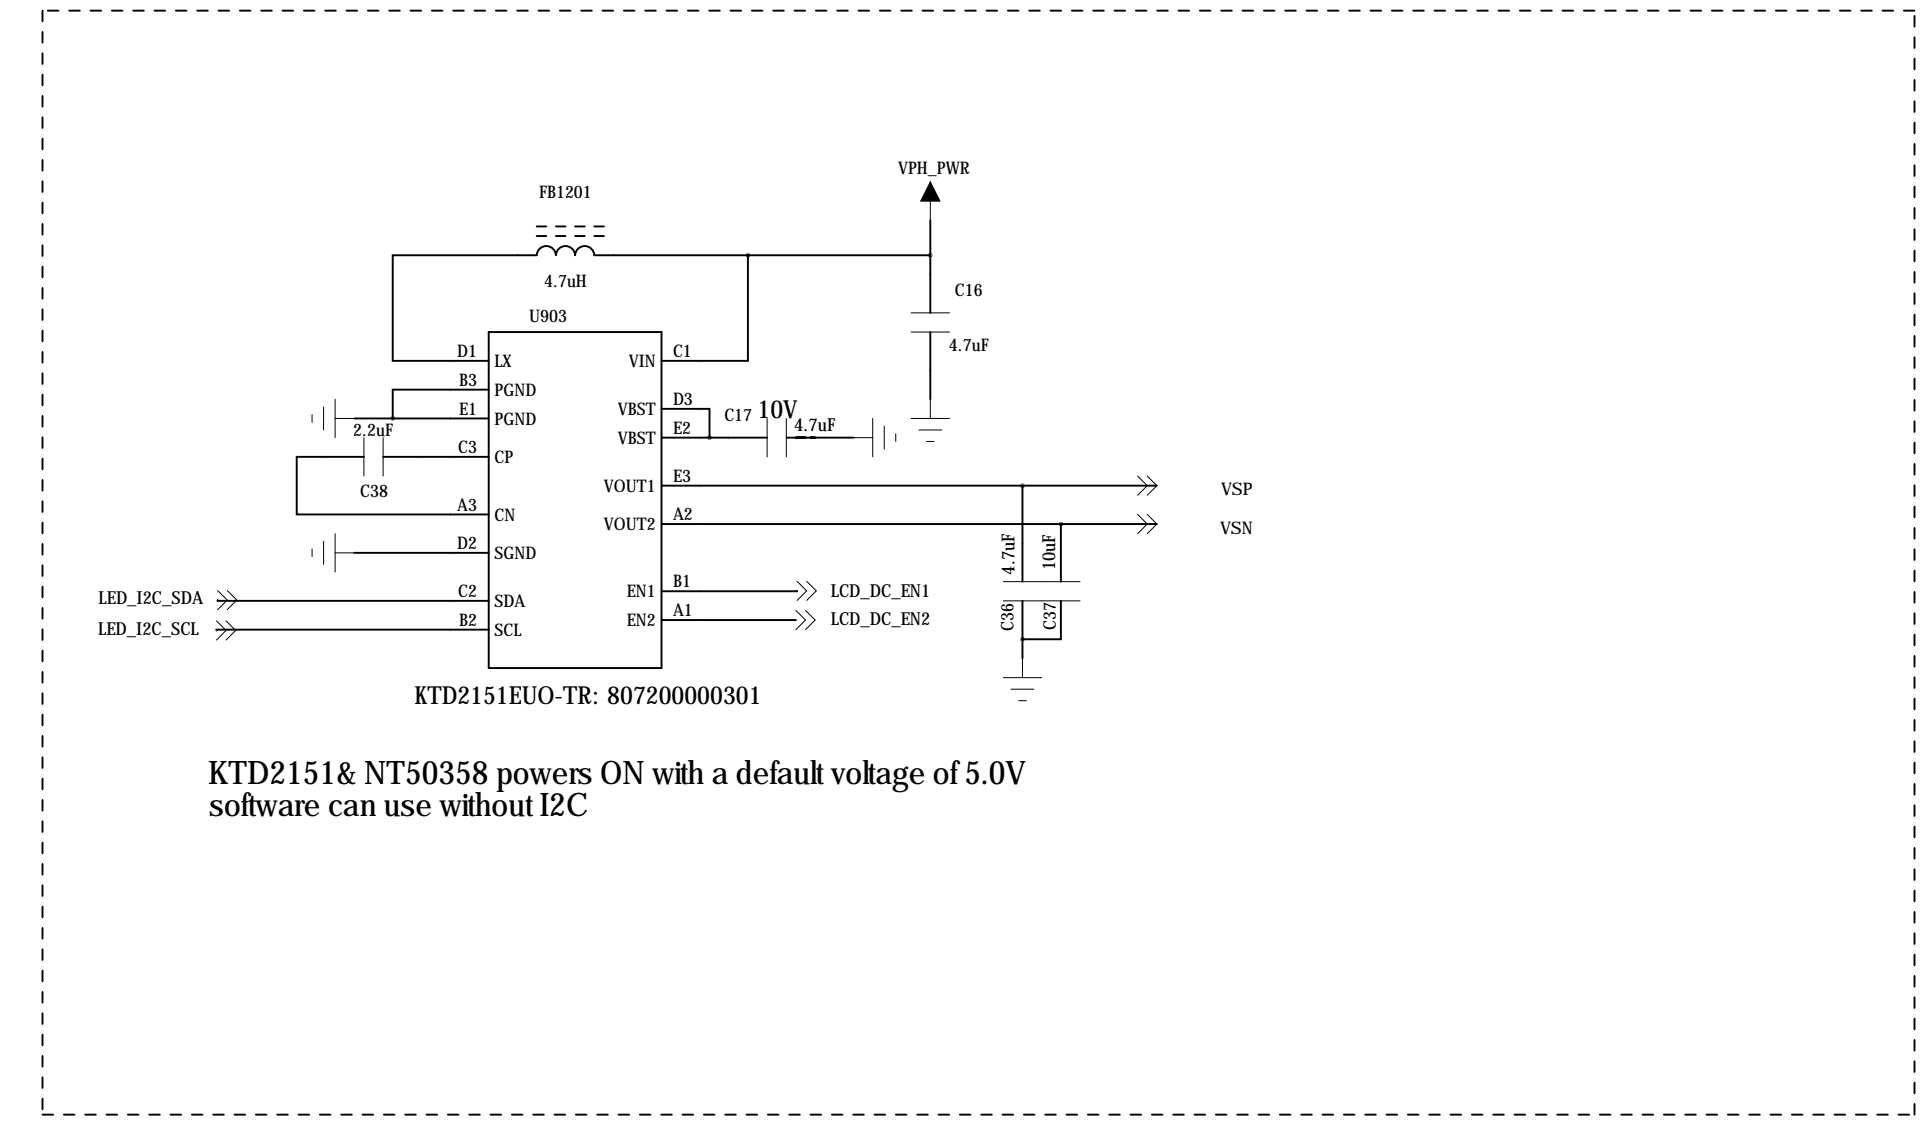 VPH_PWR
FB1201
4.7uH
C16
4.7uF
U903
D1 LX VIN C1
B3 PGND
E1 PGND
VBST D3
VBST E2
C17 10V 4.7uF
2.2uF
C3 CP
C38
A3 CN
VOUT1 E3 VSP
VOUT2 A2 VSN
D2 SGND
4.7uF 10uF
C36 C37
LED_I2C_SDA C2 SDA
LED_I2C_SCL B2 SCL
EN1 B1 LCD_DC_EN1
EN2 A1 LCD_DC_EN2
KTD2151EUO-TR: 807200000301
KTD2151& NT50358 powers ON with a default voltage of 5.0V
software can use without I2C